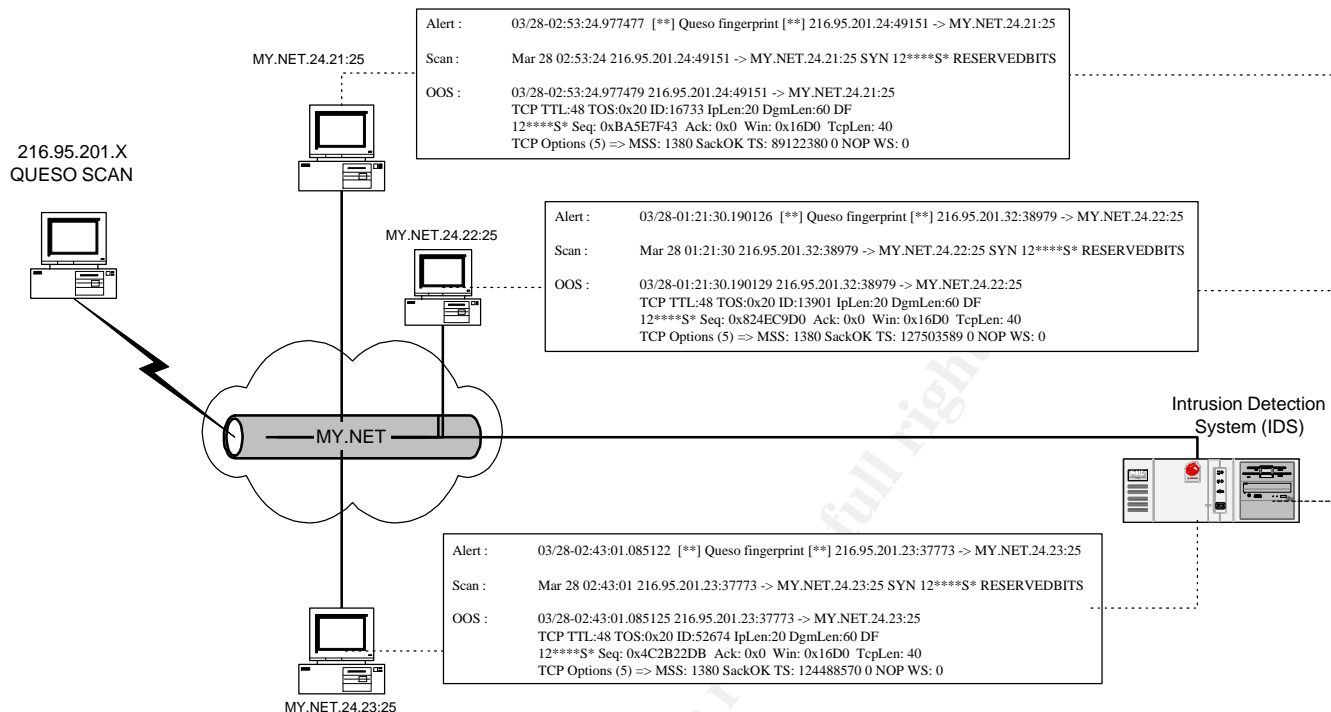 Alert : 03/28-02:53:24.977477 [**] Queso fingerprint [**] 216.95.201.24:49151 -> MY.NET.24.21:25
Scan : Mar 28 02:53:24 216.95.201.24:49151 -> MY.NET.24.21:25 SYN 12****S* RESERVEDBITS
OOS : 03/28-02:53:24.977479 216.95.201.24:49151 -> MY.NET.24.21:25
TCP TTL:48 TOS:0x20 ID:16733 IpLen:20 DgmLen:60 DF
12****S* Seq: 0xBA5E7F43 Ack: 0x0 Win: 0x16D0 TcpLen: 40
TCP Options (5) => MSS: 1380 SackOK TS: 89122380 0 NOP WS: 0
MY.NET.24.21:25
216.95.201.X
QUESO SCAN
MY.NET.24.22:25
Alert : 03/28-01:21:30.190126 [**] Queso fingerprint [**] 216.95.201.32:38979 -> MY.NET.24.22:25
Scan : Mar 28 01:21:30 216.95.201.32:38979 -> MY.NET.24.22:25 SYN 12****S* RESERVEDBITS
OOS : 03/28-01:21:30.190129 216.95.201.32:38979 -> MY.NET.24.22:25
TCP TTL:48 TOS:0x20 ID:13901 IpLen:20 DgmLen:60 DF
12****S* Seq: 0x824EC9D0 Ack: 0x0 Win: 0x16D0 TcpLen: 40
TCP Options (5) => MSS: 1380 SackOK TS: 127503589 0 NOP WS: 0
full right
Intrusion Detection
System (IDS)
MY.NET
Alert : 03/28-02:43:01.085122 [**] Queso fingerprint [**] 216.95.201.23:37773 -> MY.NET.24.23:25
Scan : Mar 28 02:43:01 216.95.201.23:37773 -> MY.NET.24.23:25 SYN 12****S* RESERVEDBITS
OOS : 03/28-02:43:01.085125 216.95.201.23:37773 -> MY.NET.24.23:25
TCP TTL:48 TOS:0x20 ID:52674 IpLen:20 DgmLen:60 DF
12****S* Seq: 0x4C2B22DB Ack: 0x0 Win: 0x16D0 TcpLen: 40
TCP Options (5) => MSS: 1380 SackOK TS: 124488570 0 NOP WS: 0
MY.NET.24.23:25